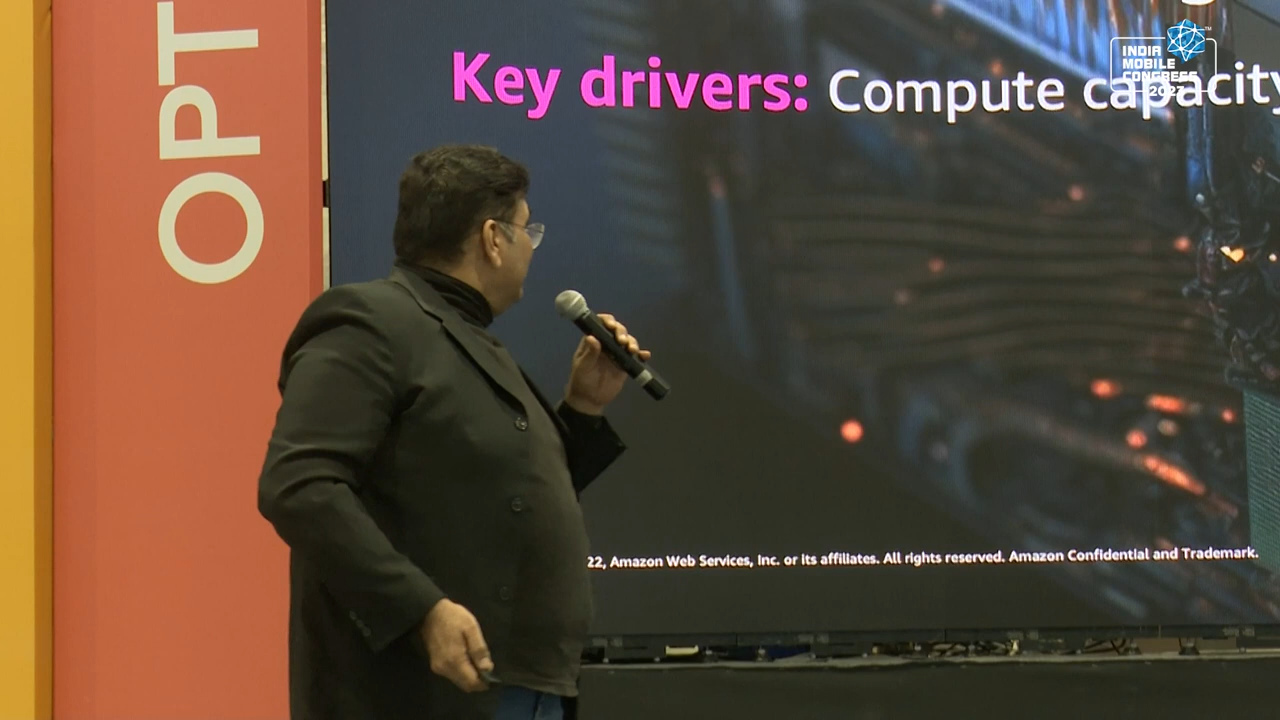 OPT
Key drivers: Compute capacity
INDIA
MOBILE
CONGRESS
22, Amazon Web Services, Inc. or its affiliates. All rights reserved. Amazon Confidential and Trademark.